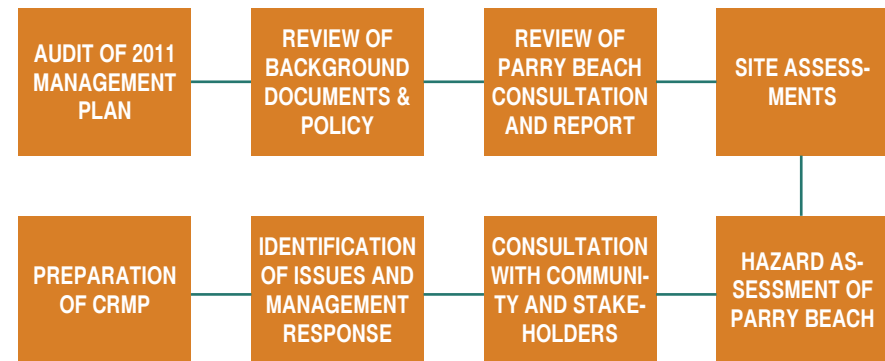 AUDIT OF 2011
MANAGEMENT
PLAN
REVIEW OF
BACKGROUND
DOCUMENTS &
POLICY
REVIEW OF
PARRY BEACH
CONSULTATION
AND REPORT
SITE ASSESS-
MENTS
HAZARD AS-
SESSMENT OF
PARRY BEACH
CONSULTATION
WITH COMMUNI-
TY AND STAKE-
HOLDERS
IDENTIFICATION
OF ISSUES AND
MANAGEMENT
RESPONSE
PREPARATION
OF CRMP